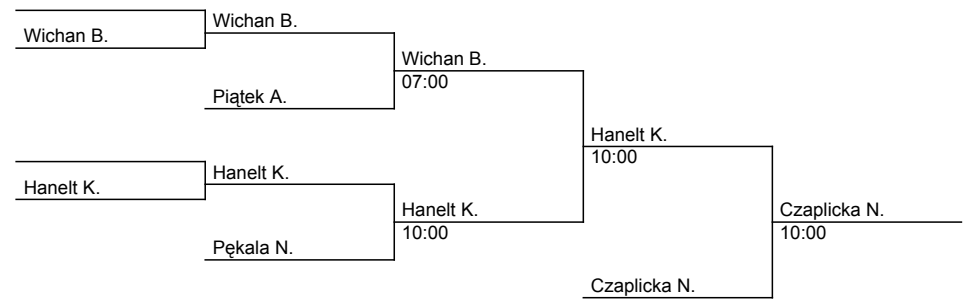 Wichan B.
Wichan B.
Wichan B.
07:00
Piątek A.
Hanelt K.
10:00
Hanelt K.
Hanelt K.
Hanelt K.
10:00
Czaplicka N.
10:00
Pękala N.
Czaplicka N.